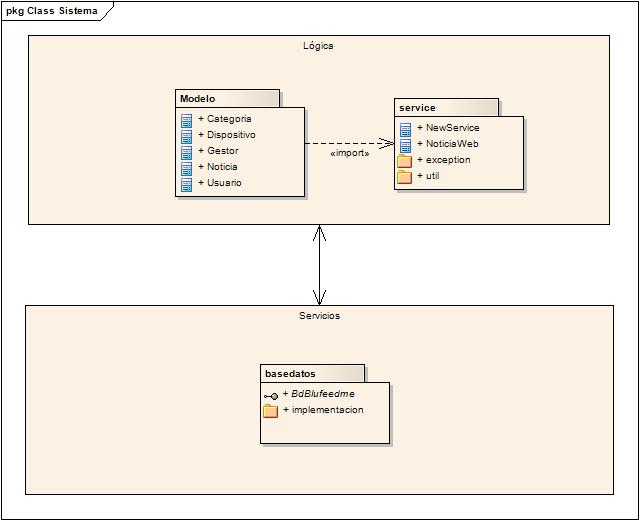 pkg Class Sistema
Lógica
Modelo
+ Categoria
+ Dispositivo
+ Gestor
+ Noticia
+ Usuario
«import»
service
+ NewService
+ NoticiaWeb
+ exception
+ util
Servicios
basedatos
+ BdBlufeedme
+ implementacion